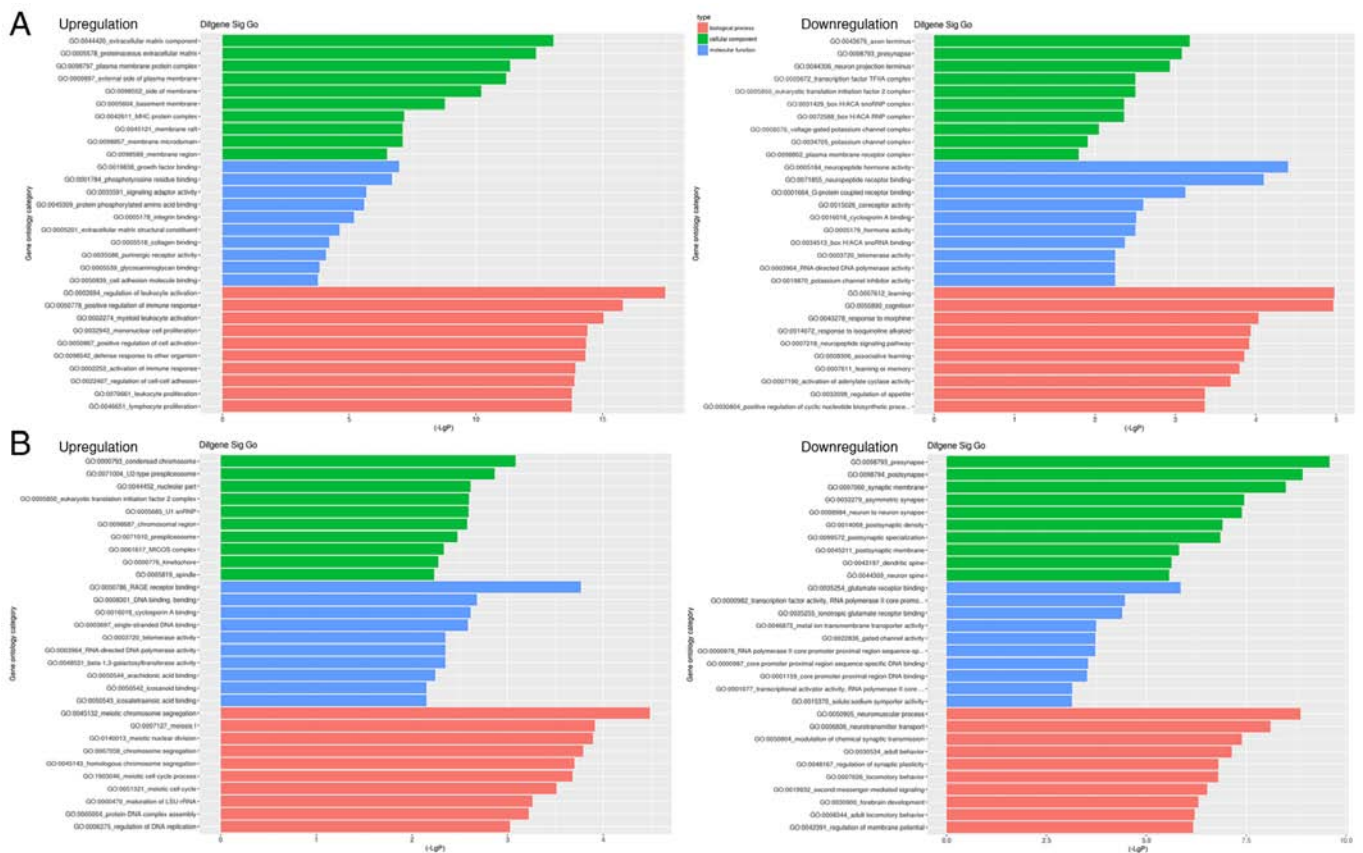 A
Upregulation
Difgene Sig Go
type
biological process
cellular component
molecular function
Downregulation
Difgene Sig Go
Gene ontology category
GO:0044420_extracellular matrix component
GO:0005578_proteinaceous extracellular matrix
GO:0098797_plasma membrane protein complex
GO:0009897_external side of plasma membrane
GO:0098552_side of membrane
GO:0005604_basement membrane
GO:0042611_MHC protein complex
GO:0045121_membrane raft
GO:0098857_membrane microdomain
GO:0098589_membrane region
GO:0019838_growth factor binding
GO:0001784_phosphotyrosine residue binding
GO:0035591_signaling adaptor activity
GO:0045309_protein phosphorylated amino acid binding
GO:0005178_integrin binding
GO:0005201_extracellular matrix structural constituent
GO:0005518_collagen binding
GO:0035586_purinergic receptor activity
GO:0005539_glycosaminoglycan binding
GO:0050839_cell adhesion molecule binding
GO:0002694_regulation of leukocyte activation
GO:0050778_positive regulation of immune response
GO:0002274_myeloid leukocyte activation
GO:0032943_mononuclear cell proliferation
GO:0050867_positive regulation of cell activation
GO:0098542_defense response to other organism
GO:0002253_activation of immune response
GO:0022407_regulation of cell-cell adhesion
GO:0070661_leukocyte proliferation
GO:0046651_lymphocyte proliferation
0 5 10 15
(-LgP)
Gene ontology category
GO:0043679_axon terminus
GO:0098793_presynapse
GO:0044306_neuron projection terminus
GO:0005672_transcription factor TFIIA complex
GO:0005850_eukaryotic translation initiation factor 2 complex
GO:0031429_box H/ACA snoRNP complex
GO:0072588_box H/ACA RNP complex
GO:0008076_voltage-gated potassium channel complex
GO:0034705_potassium channel complex
GO:0098802_plasma membrane receptor complex
GO:0005184_neuropeptide hormone activity
GO:0071855_neuropeptide receptor binding
GO:0001664_G-protein coupled receptor binding
GO:0015026_coreceptor activity
GO:0016018_cyclosporin A binding
GO:0005179_hormone activity
GO:0034513_box H/ACA snoRNA binding
GO:0003720_telomerase activity
GO:0003964_RNA-directed DNA polymerase activity
GO:0019870_potassium channel inhibitor activity
GO:0007612_learning
GO:0050890_cognition
GO:0043278_response to morphine
GO:0014072_response to isoquinoline alkaloid
GO:0007218_neuropeptide signaling pathway
GO:0008306_associative learning
GO:0007611_learning or memory
GO:0007190_activation of adenylate cyclase activity
GO:0032098_regulation of appetite
GO:0030804_positive regulation of cyclic nucleotide biosynthetic proce...
0 1 2 3 4 5
(-LgP)
B
Upregulation
Difgene Sig Go
Downregulation
Difgene Sig Go
Gene ontology category
GO:0000793_condensed chromosome
GO:0071004_U2-type prespliceosome
GO:0044452_nucleolar part
GO:0005850_eukaryotic translation initiation factor 2 complex
GO:0005685_U1 snRNP
GO:0098687_chromosomal region
GO:0071010_prespliceosome
GO:0061617_MICOS complex
GO:0000776_kinetochore
GO:0005819_spindle
GO:0050786_RAGE receptor binding
GO:0008301_DNA binding, bending
GO:0016018_cyclosporin A binding
GO:0003697_single-stranded DNA binding
GO:0003720_telomerase activity
GO:0003964_RNA-directed DNA polymerase activity
GO:0048531_beta-1,3-galactosyltransferase activity
GO:0050544_arachidonic acid binding
GO:0050542_icosanoid binding
GO:0050543_icosatetraenoic acid binding
GO:0045132_meiotic chromosome segregation
GO:0007127_meiosis I
GO:0140013_meiotic nuclear division
GO:0007059_chromosome segregation
GO:0045143_homologous chromosome segregation
GO:1903046_meiotic cell cycle process
GO:0051321_meiotic cell cycle
GO:0000470_maturation of LSU-rRNA
GO:0065004_protein-DNA complex assembly
GO:0006275_regulation of DNA replication
0 1 2 3 4
(-LgP)
Gene ontology category
GO:0098793_presynapse
GO:0098794_postsynapse
GO:0097060_synaptic membrane
GO:0032279_asymmetric synapse
GO:0098984_neuron to neuron synapse
GO:0014069_postsynaptic density
GO:0099572_postsynaptic specialization
GO:0045211_postsynaptic membrane
GO:0043197_dendritic spine
GO:0044309_neuron spine
GO:0035254_glutamate receptor binding
GO:0000982_transcription factor activity, RNA polymerase II core promo...
GO:0035255_ionotropic glutamate receptor binding
GO:0046873_metal ion transmembrane transporter activity
GO:0022836_gated channel activity
GO:0000978_RNA polymerase II core promoter proximal region sequence-sp...
GO:0000987_core promoter proximal region sequence-specific DNA binding
GO:0001159_core promoter proximal region DNA binding
GO:0001077_transcriptional activator activity, RNA polymerase II core ...
GO:0015370_solute:sodium symporter activity
GO:0050905_neuromuscular process
GO:0006836_neurotransmitter transport
GO:0050804_modulation of chemical synaptic transmission
GO:0030534_adult behavior
GO:0048167_regulation of synaptic plasticity
GO:0007626_locomotory behavior
GO:0019932_second-messenger-mediated signaling
GO:0030900_forebrain development
GO:0008344_adult locomotory behavior
GO:0042391_regulation of membrane potential
0.0 2.5 5.0 7.5 10.0
(-LgP)